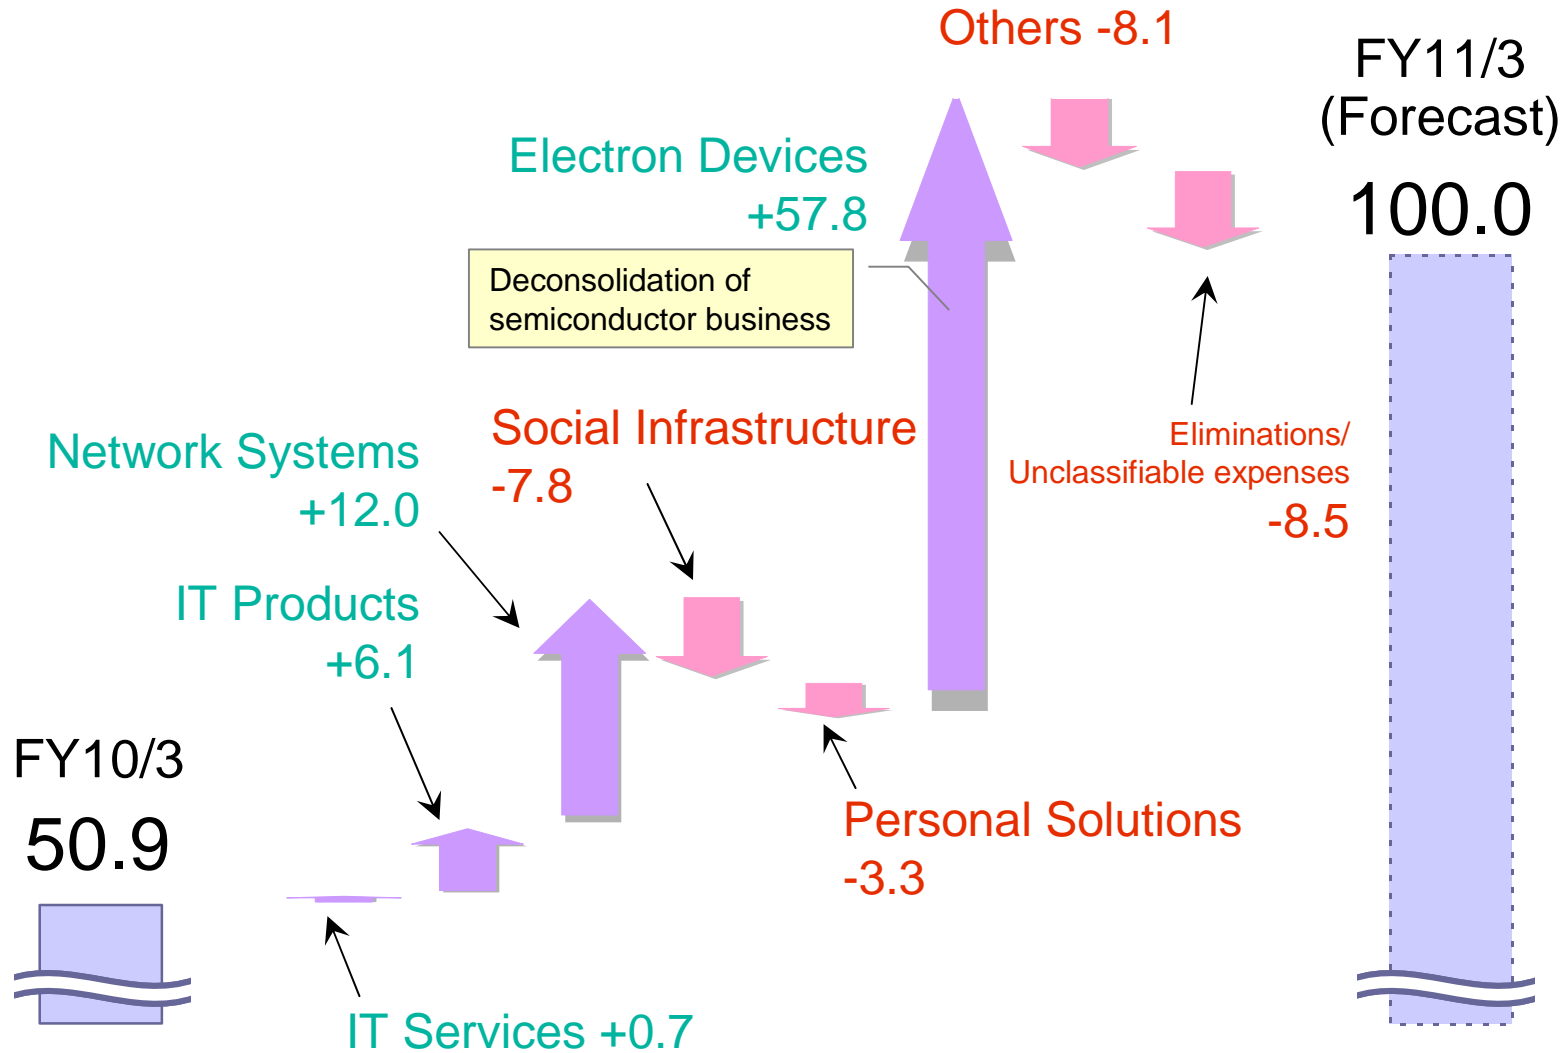 Others -8.1
FY11/3
(Forecast)
100.0
Electron Devices
+57.8
Deconsolidation of
semiconductor business
Social Infrastructure
-7.8
Network Systems
+12.0
Eliminations/
Unclassifiable expenses
-8.5
IT Products
+6.1
FY10/3
50.9
Personal Solutions
-3.3
IT Services +0.7